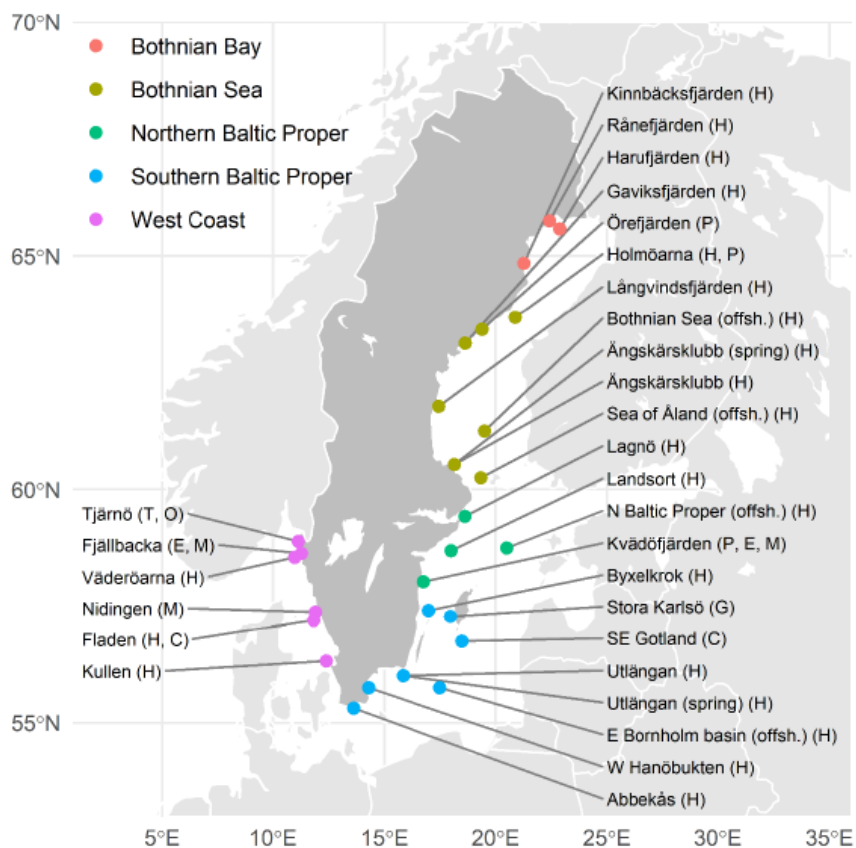 70°N
Bothnian Bay
Bothnian Sea
Northern Baltic Proper
Southern Baltic Proper
West Coast
65°N
60°N
55°N
Kinnbäcksfjärden (H)
Rånefjärden (H)
Harufjärden (H)
Gaviksfjärden (H)
Örefjärden (P)
Holmöarna (H, P)
Långvindsfjärden (H)
Bothnian Sea (offsh.) (H)
Ängskärsklubb (spring) (H)
Ängskärsklubb (H)
Sea of Åland (offsh.) (H)
Lagnö (H)
Landsort (H)
N Baltic Proper (offsh.) (H)
Kvädöfjärden (P, E, M)
Byxelkrok (H)
Stora Karlsö (G)
SE Gotland (C)
Utlängan (H)
Utlängan (spring) (H)
E Bornholm basin (offsh.) (H)
W Hanöbukten (H)
Abbekås (H)
Tjärnö (T, O)
Fjällbacka (E, M)
Väderöarna (H)
Nidingen (M)
Fladen (H, C)
Kullen (H)
5°E 10°E 15°E 20°E 25°E 30°E 35°E